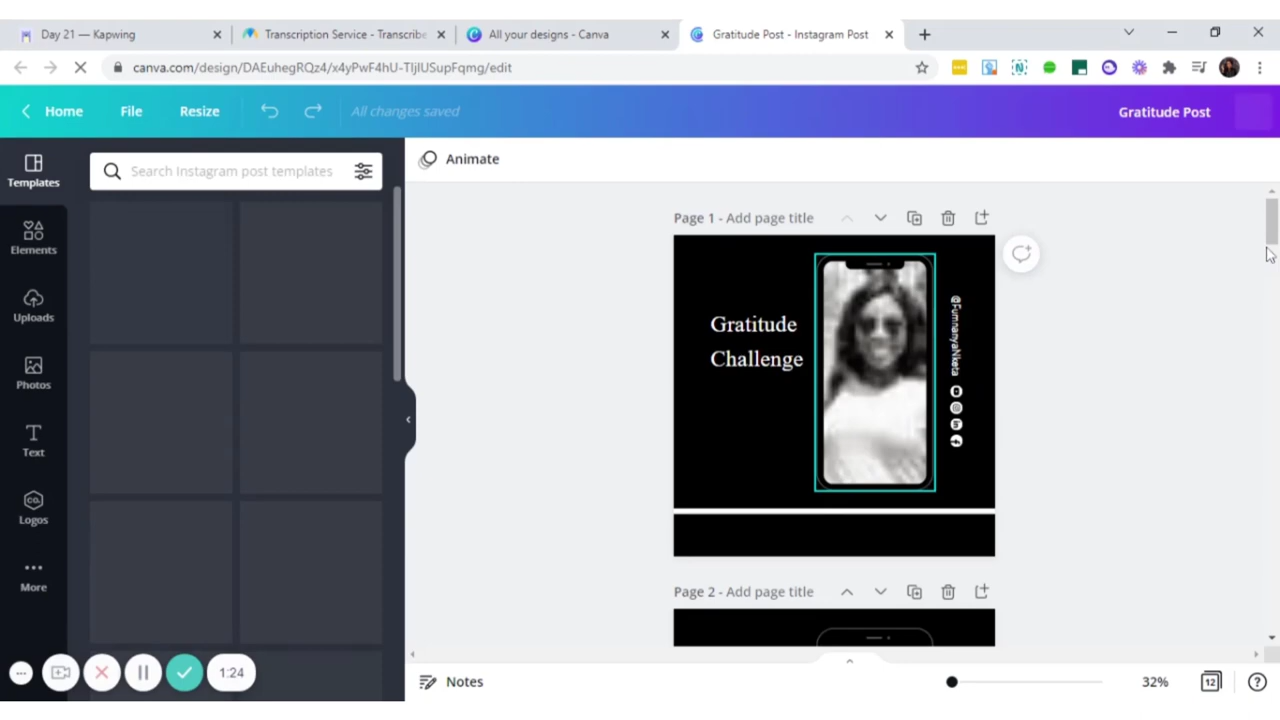 Day 21 — Kapwing
Transcription Service - Transcribe
All your designs - Canva
Gratitude Post - Instagram Post
canva.com/design/DAEuhegRQz4/x4yPwF4hU-TIjlUSupFqmg/edit
Home
File
Resize
All changes saved
Gratitude Post
Templates
Search Instagram post templates
Animate
Elements
Uploads
Photos
Text
Logos
CO.
More
Page 1 - Add page title
Gratitude
Challenge
@FumnanyaNketa
Page 2 - Add page title
1:24
Notes
32%
12